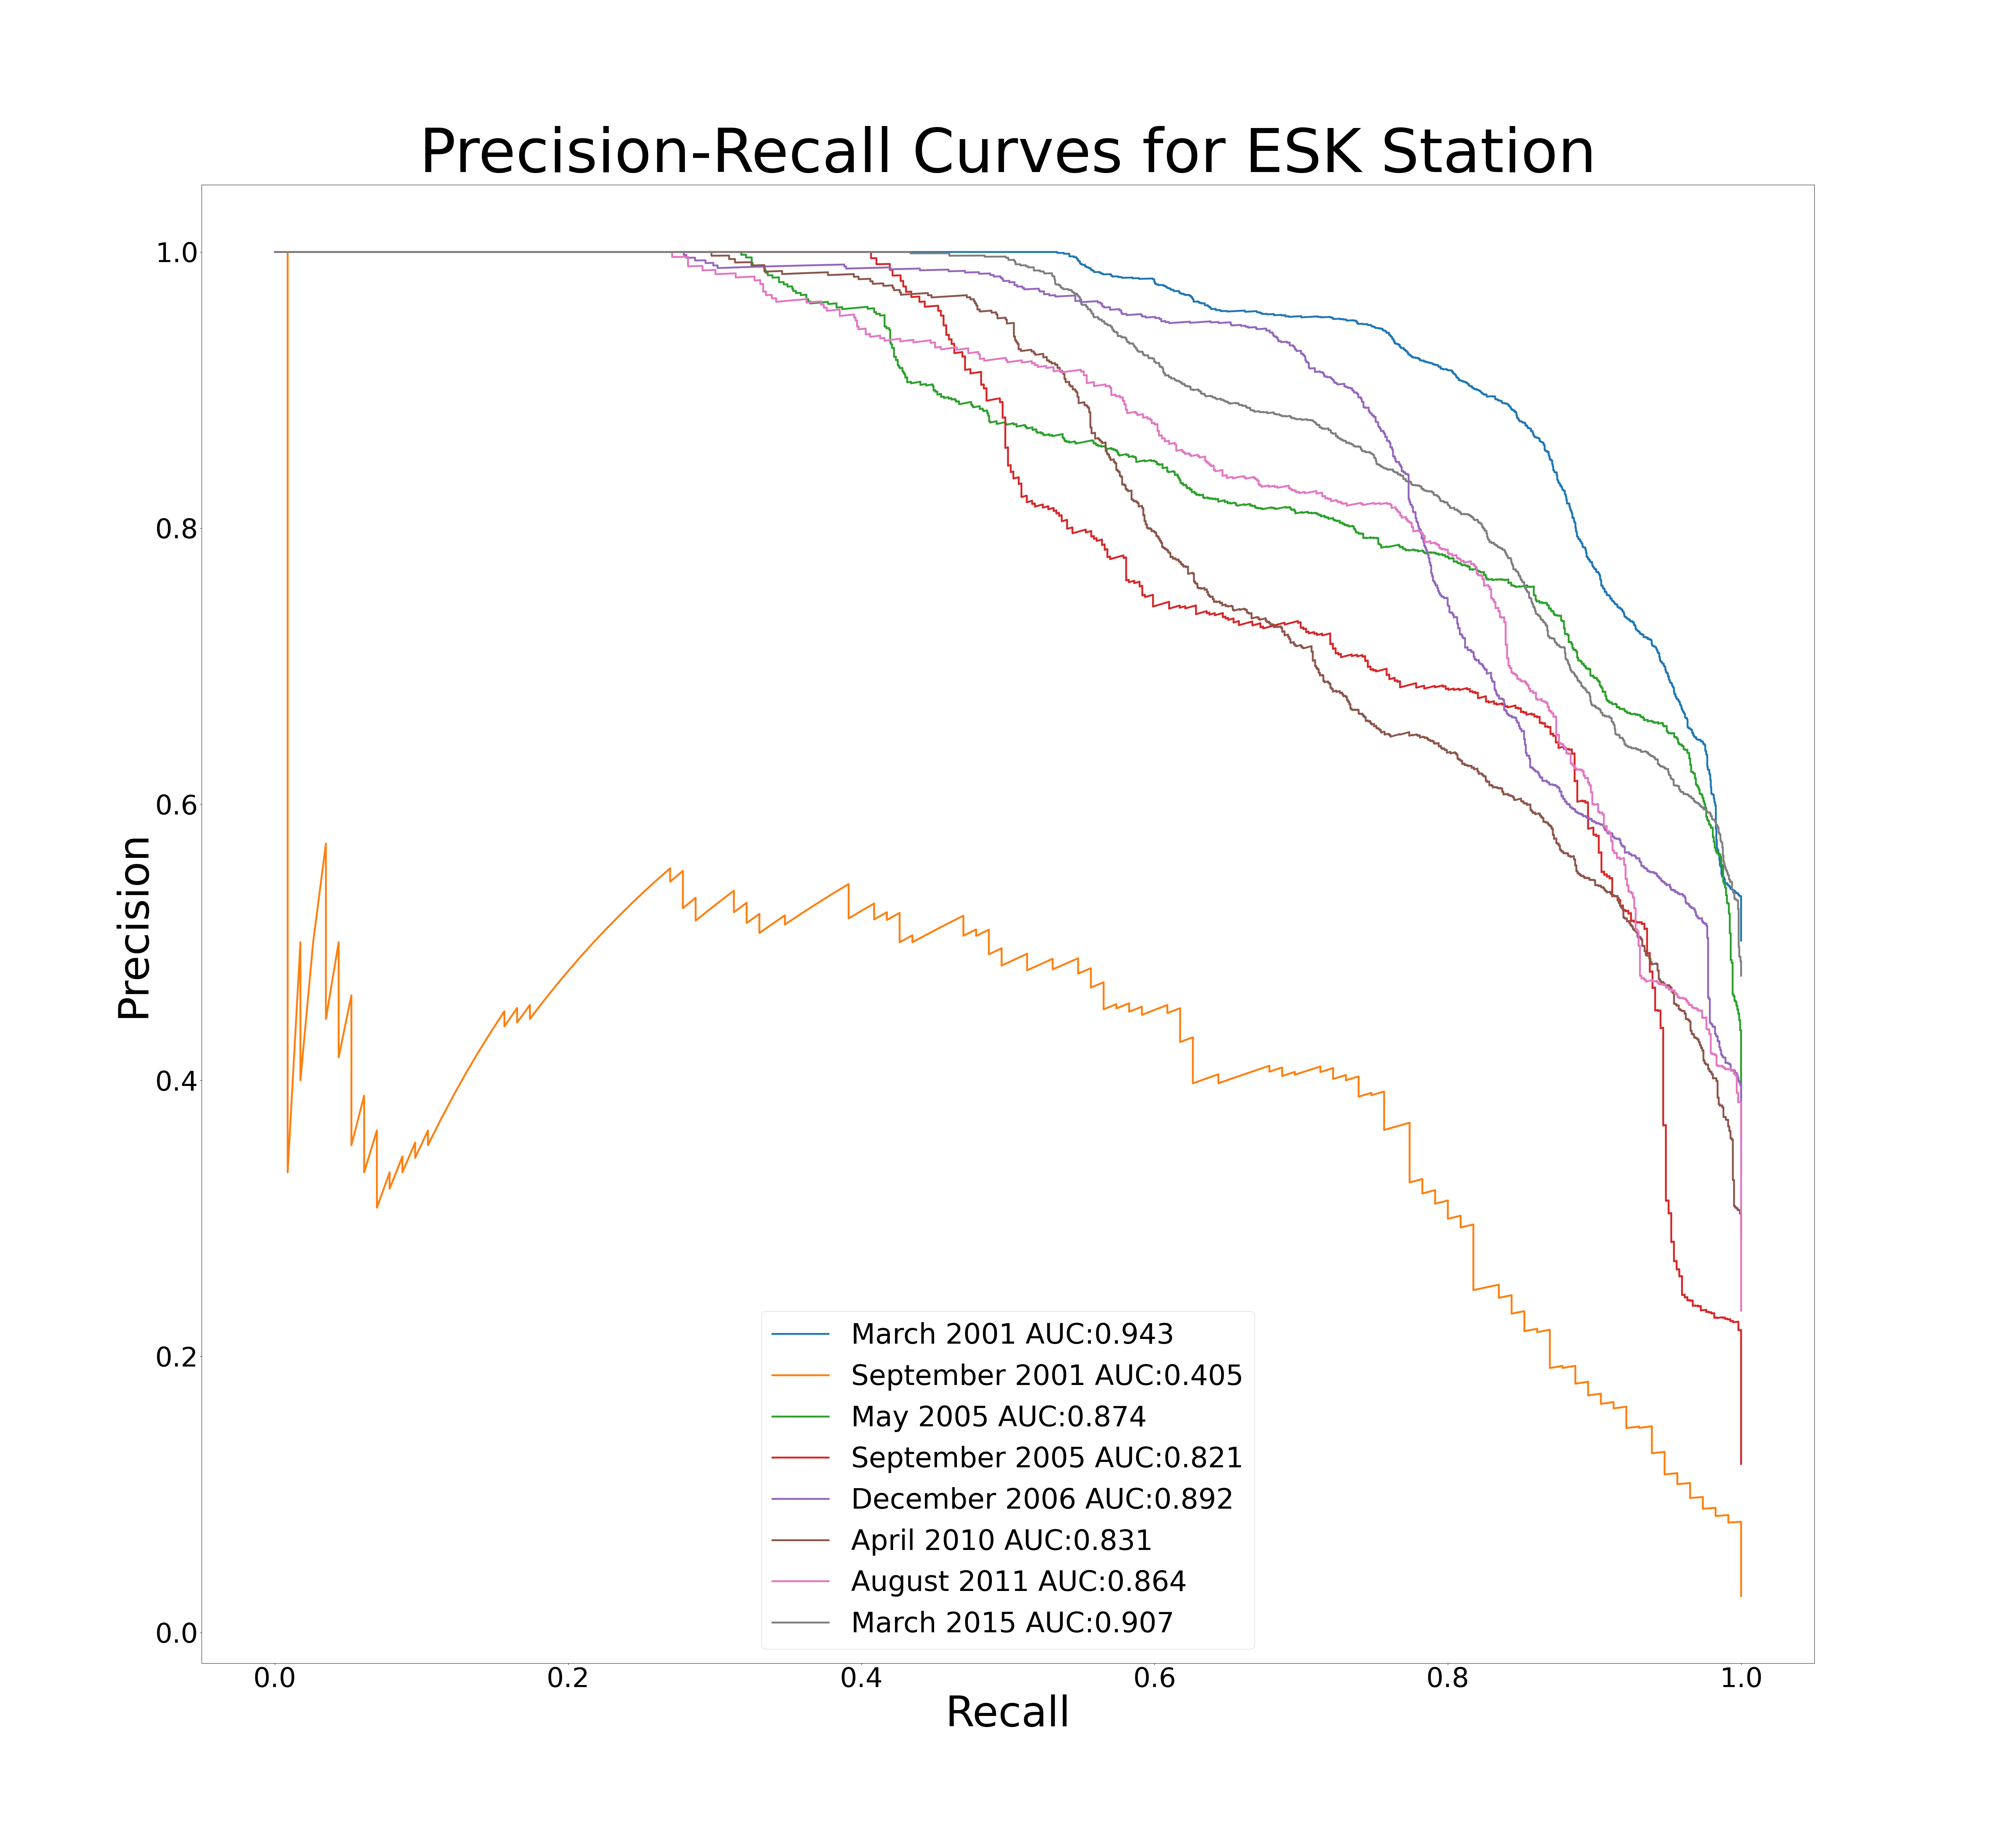 Precision-Recall Curves for ESK Station
1.0
0.8
0.6
0.4
0.2
0.0
Precision
March 2001 AUC:0.943
September 2001 AUC:0.405
May 2005 AUC:0.874
September 2005 AUC:0.821
December 2006 AUC:0.892
April 2010 AUC:0.831
August 2011 AUC:0.864
March 2015 AUC:0.907
0.0 0.2 0.4 0.6 0.8 1.0
Recall